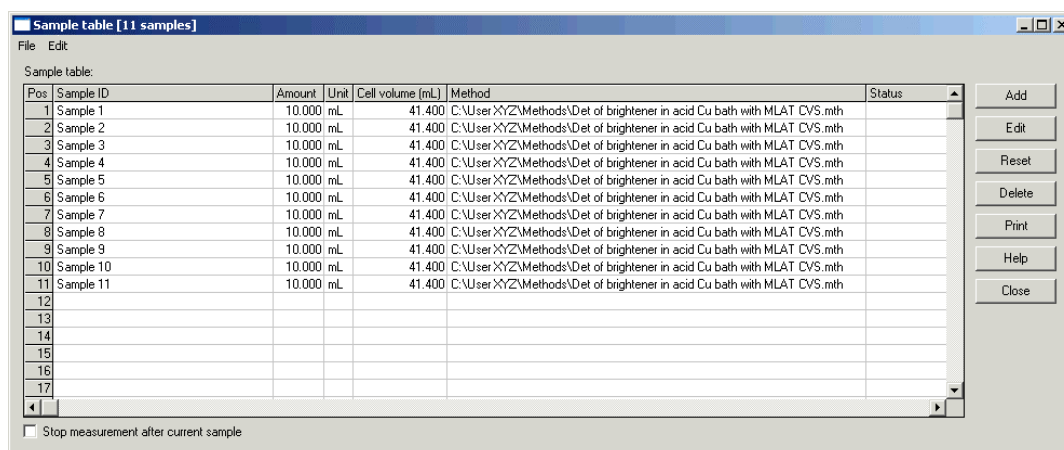 Sample table [11 samples]
File Edit
Sample table:
Pos Sample ID Amount Unit Cell volume (mL) Method Status
1 Sample 1 10.000 mL 41.400 C:\User XYZ\Methods\Det of brightener in acid Cu bath with MLAT CVS.mth
2 Sample 2 10.000 mL 41.400 C:\User XYZ\Methods\Det of brightener in acid Cu bath with MLAT CVS.mth
3 Sample 3 10.000 mL 41.400 C:\User XYZ\Methods\Det of brightener in acid Cu bath with MLAT CVS.mth
4 Sample 4 10.000 mL 41.400 C:\User XYZ\Methods\Det of brightener in acid Cu bath with MLAT CVS.mth
5 Sample 5 10.000 mL 41.400 C:\User XYZ\Methods\Det of brightener in acid Cu bath with MLAT CVS.mth
6 Sample 6 10.000 mL 41.400 C:\User XYZ\Methods\Det of brightener in acid Cu bath with MLAT CVS.mth
7 Sample 7 10.000 mL 41.400 C:\User XYZ\Methods\Det of brightener in acid Cu bath with MLAT CVS.mth
8 Sample 8 10.000 mL 41.400 C:\User XYZ\Methods\Det of brightener in acid Cu bath with MLAT CVS.mth
9 Sample 9 10.000 mL 41.400 C:\User XYZ\Methods\Det of brightener in acid Cu bath with MLAT CVS.mth
10 Sample 10 10.000 mL 41.400 C:\User XYZ\Methods\Det of brightener in acid Cu bath with MLAT CVS.mth
11 Sample 11 10.000 mL 41.400 C:\User XYZ\Methods\Det of brightener in acid Cu bath with MLAT CVS.mth
12
13
14
15
16
17
Add
Edit
Reset
Delete
Print
Help
Close
Stop measurement after current sample